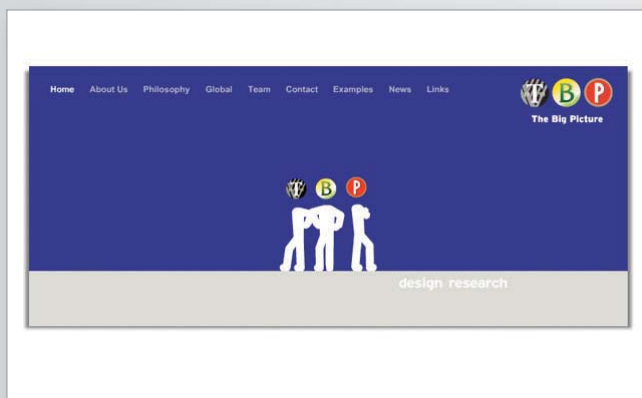 Home About Us Philosophy Global Team Contact Examples News Links
T B P
The Big Picture
T B P
design research